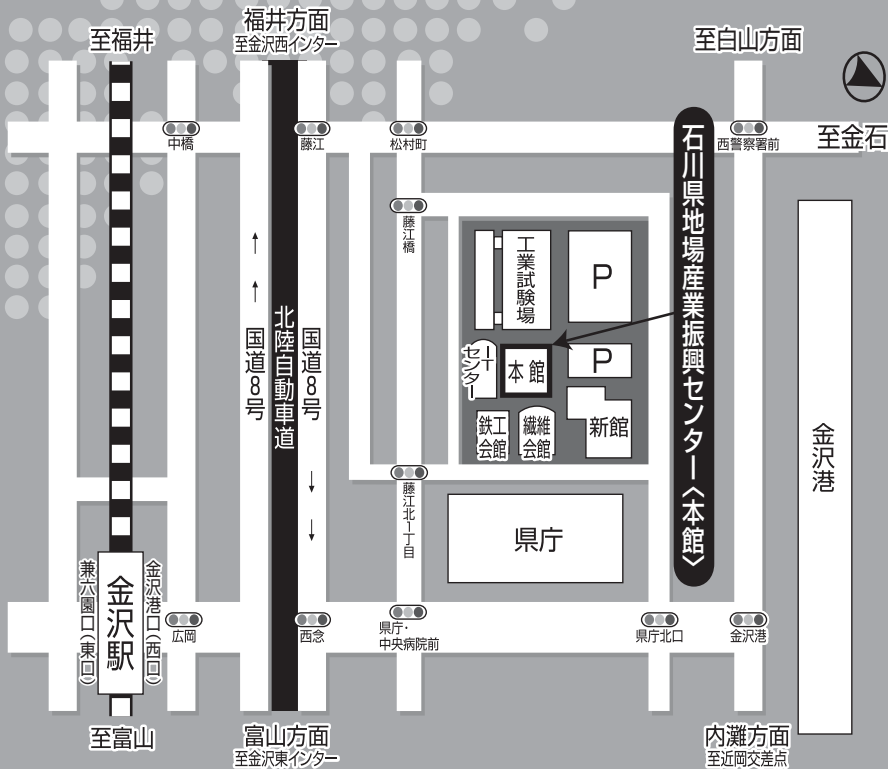 至福井
福井方面
至金沢西インター
至白山方面
中橋
藤江
松村町
西警察署前
至金石
藤江橋
工業試験場
P
石川県地場産業振興センター〈本館〉
国道8号
北陸自動車道
国道8号
ITセンター
本館
P
鉄工会館
繊維会館
新館
金沢港
藤江北1丁目
県庁
兼六園口(東口)
金沢駅
金沢港口(西口)
広岡
西念
県庁・
中央病院前
県庁北口
金沢港
至富山
富山方面
至金沢東インター
内灘方面
至近岡交差点